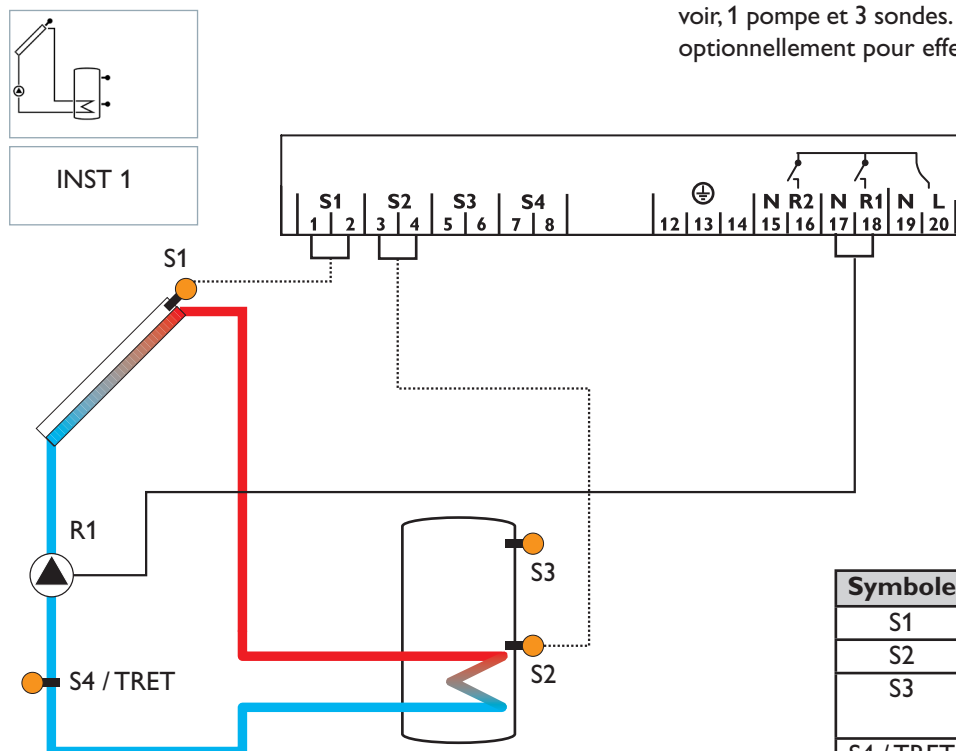 voir, 1 pompe et 3 sondes.
optionnellement pour effe
INST 1
S1 S2 S3 S4 N R2 N R1 N L
1 2 3 4 5 6 7 8 12 13 14 15 16 17 18 19 20
S1
R1
S3
S2
S4 / TRET
Symbole
S1
S2
S3
S4 / TRET